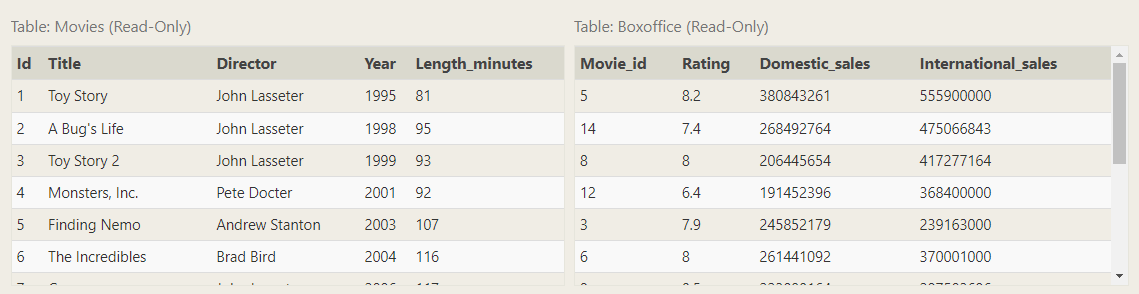 Table: Movies (Read-Only)
Id Title Director Year Length_minutes
1 Toy Story John Lasseter 1995 81
2 A Bug's Life John Lasseter 1998 95
3 Toy Story 2 John Lasseter 1999 93
4 Monsters, Inc. Pete Docter 2001 92
5 Finding Nemo Andrew Stanton 2003 107
6 The Incredibles Brad Bird 2004 116
Table: Boxoffice (Read-Only)
Movie_id Rating Domestic_sales International_sales
5 8.2 380843261 555900000
14 7.4 268492764 475066843
8 8 206445654 417277164
12 6.4 191452396 368400000
3 7.9 245852179 239163000
6 8 261441092 370001000